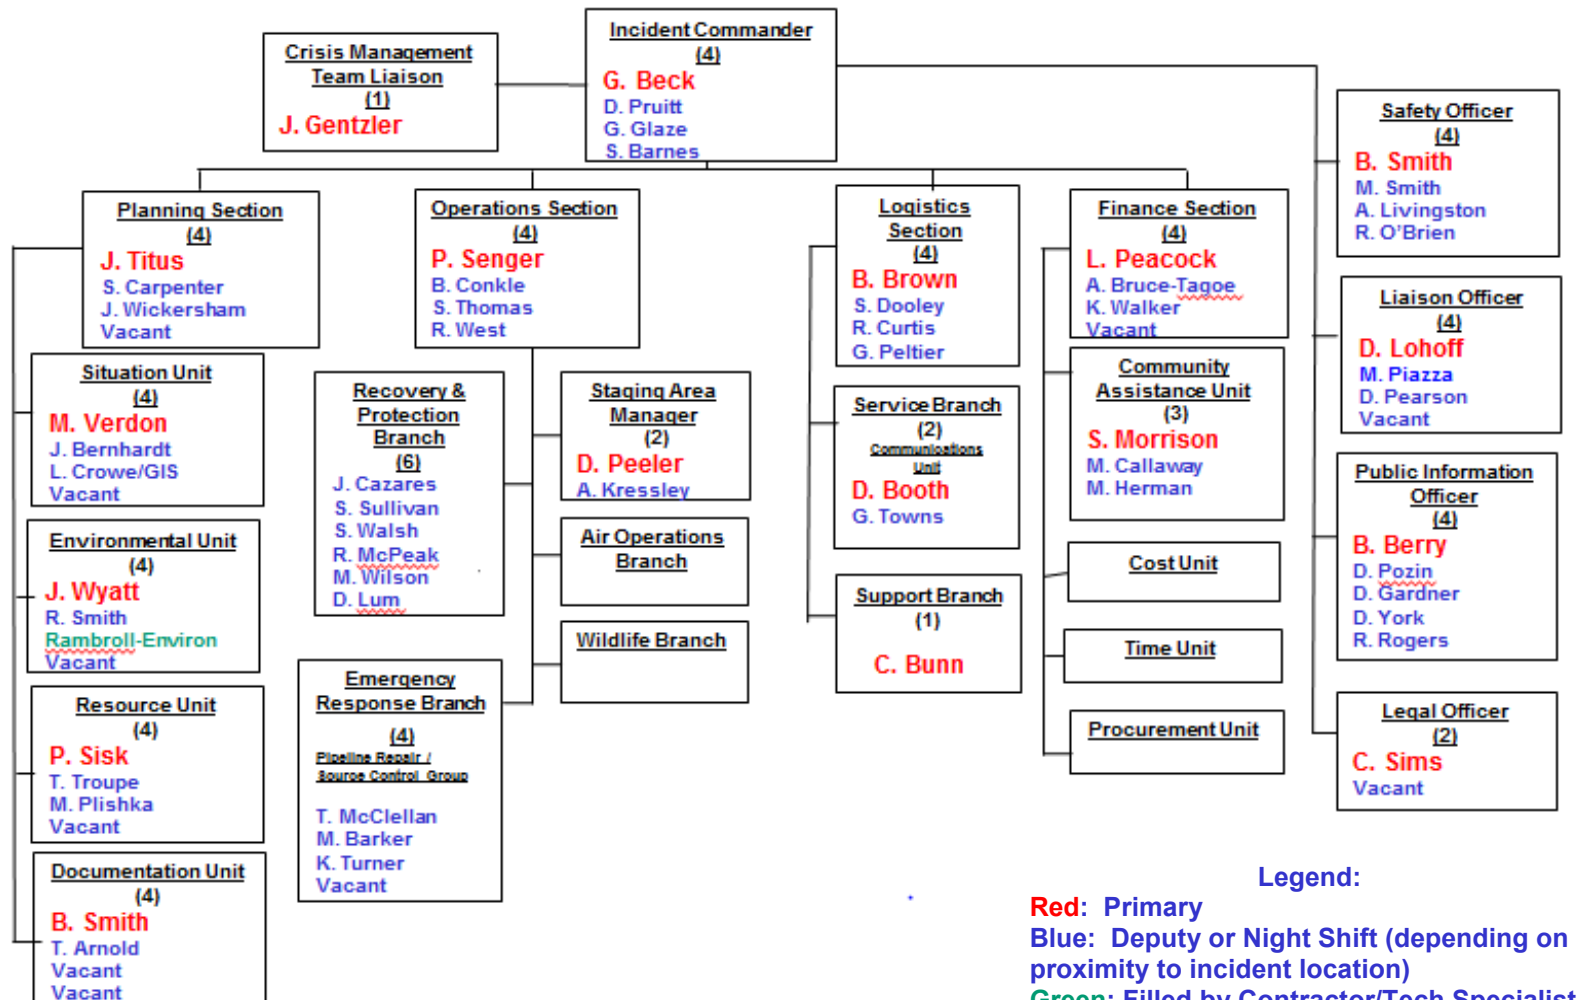 Crisis Management
Team Liaison
(1)
J. Gentzler
Incident Commander
(4)
G. Beck
D. Pruitt
G. Glaze
S. Barnes
Safety Officer
(4)
B. Smith
M. Smith
A. Livingston
R. O'Brien
Planning Section
(4)
J. Titus
S. Carpenter
J. Wickersham
Vacant
Operations Section
(4)
P. Senger
B. Conkle
S. Thomas
R. West
Logistics
Section
(4)
B. Brown
S. Dooley
R. Curtis
G. Peltier
Finance Section
(4)
L. Peacock
A. Bruce-Tagoe
K. Walker
Vacant
Liaison Officer
(4)
D. Lohoff
M. Piazza
D. Pearson
Vacant
Situation Unit
(4)
M. Verdon
J. Bernhardt
L. Crowe/GIS
Vacant
Recovery &
Protection
Branch
(6)
J. Cazares
S. Sullivan
S. Walsh
R. McPeak
M. Wilson
D. Lum
Staging Area
Manager
(2)
D. Peeler
A. Kressley
Service Branch
(2)
Communications
Unit
D. Booth
G. Towns
Community
Assistance Unit
(3)
S. Morrison
M. Callaway
M. Herman
Public Information
Officer
(4)
B. Berry
D. Pozin
D. Gardner
D. York
R. Rogers
Environmental Unit
(4)
J. Wyatt
R. Smith
Rambroll-Environ
Vacant
Air Operations
Branch
Cost Unit
Support Branch
(1)
C. Bunn
Wildlife Branch
Time Unit
Resource Unit
(4)
P. Sisk
T. Troupe
M. Plishka
Vacant
Emergency
Response Branch
(4)
Pipeline Repair /
Source Control Group
T. McClellan
M. Barker
K. Turner
Vacant
Procurement Unit
Legal Officer
(2)
C. Sims
Vacant
Documentation Unit
(4)
B. Smith
T. Arnold
Vacant
Vacant
Legend:
Red: Primary
Blue: Deputy or Night Shift (depending on
proximity to incident location)
Green: Filled by Contractor/Tech Specialist